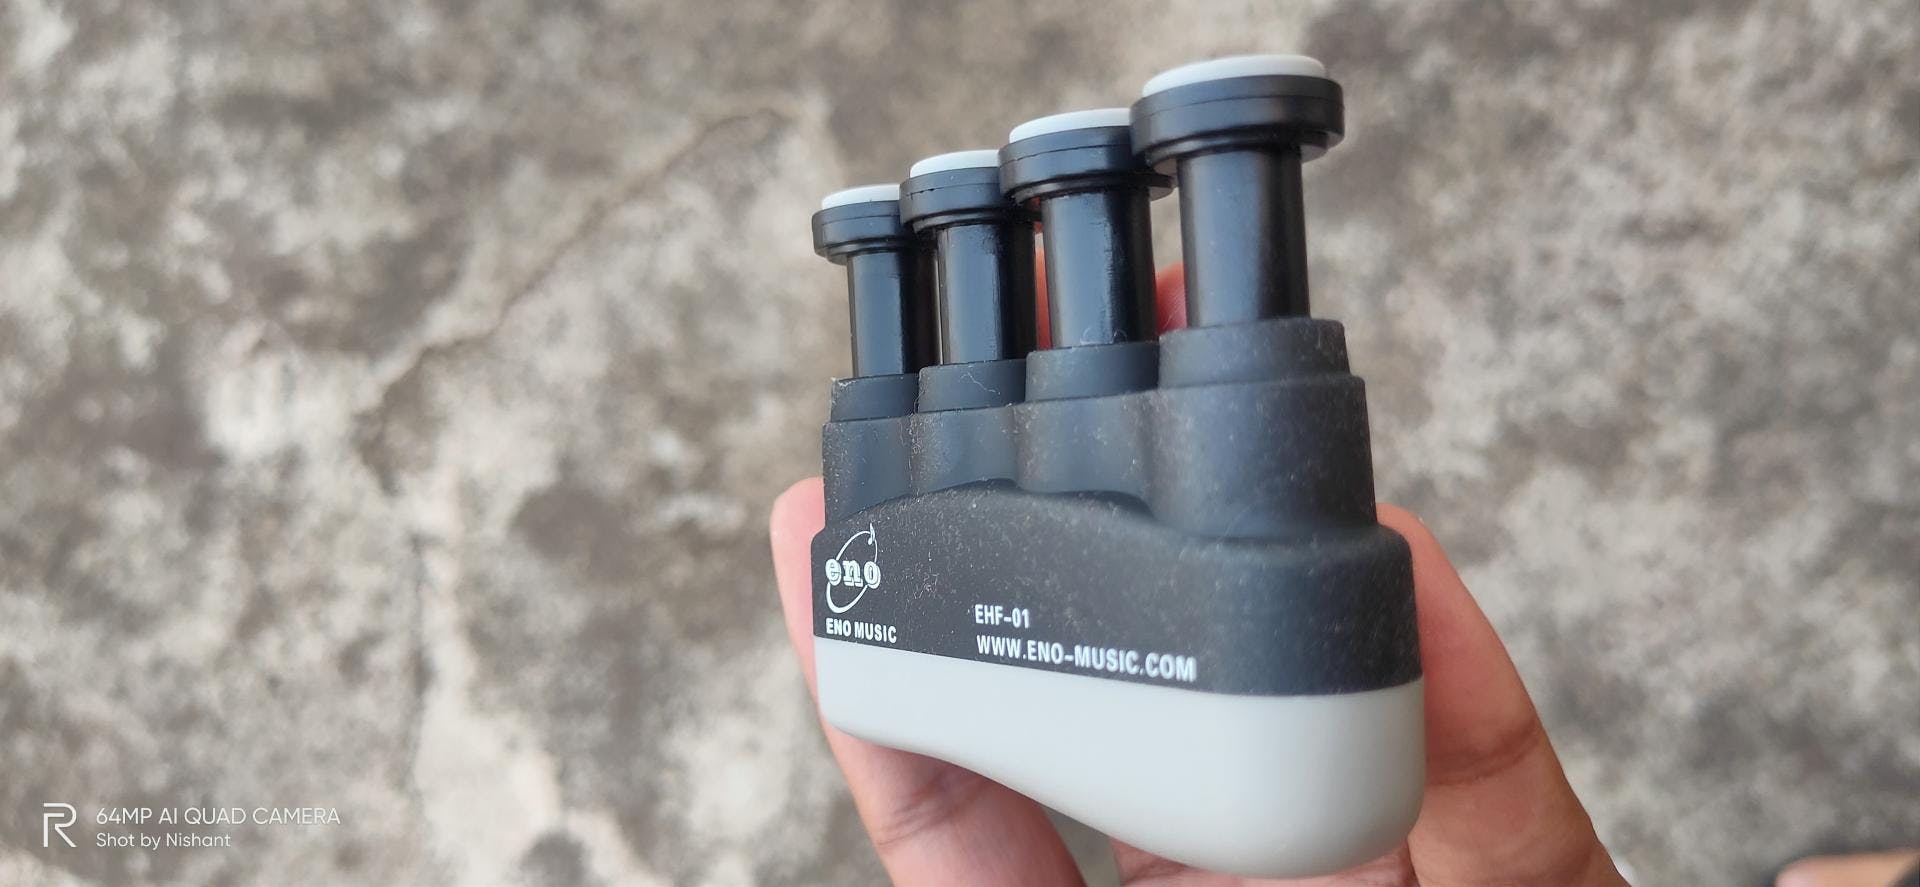 eno
ENO MUSIC
EHF-01
WWW.ENO-MUSIC.COM
R
64MP AI QUAD CAMERA
Shot by Nishant